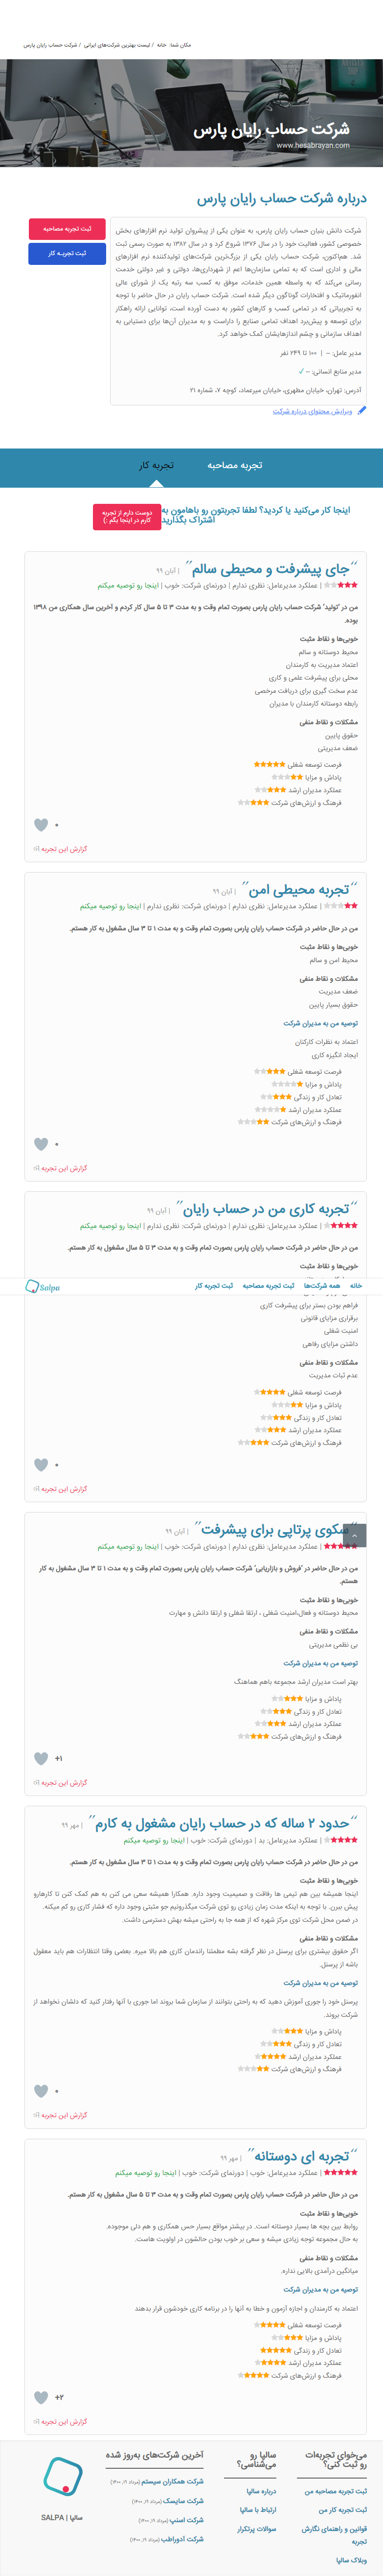 مکان شما: خانه / لیست بهترین شرکت‌های ایرانی / شرکت حساب رایان پارس
شرکت حساب رایان پارس
www.hesabrayan.com
درباره شرکت حساب رایان پارس
ثبت تجربه مصاحبه
ثبت تجربـه کار
شرکت دانش بنیان حساب رایان پارس، به عنوان یکی از پیشروان تولید نرم افزارهای بخش
خصوصی کشور، فعالیت خود را در سال ۱۳۷۶ شروع کرد و در سال ۱۳۸۲ به صورت رسمی ثبت
شد. هم‌اکنون، شرکت حساب رایان یکی از بزرگ‌ترین شرکت‌های تولیدکننده نرم افزارهای
مالی و اداری است که به تمامی سازمان‌ها اعم از شهرداری‌ها، دولتی و غیر دولتی خدمت
رسانی می‌کند که به واسطه همین خدمات، موفق به کسب سه رتبه یک از شورای عالی
انفورماتیک و افتخارات گوناگون دیگر شده است. شرکت حساب رایان در حال حاضر با توجه
به تجربیاتی که در تمامی کسب و کارهای کشور به دست آورده است، توانایی ارائه راهکار
برای توسعه و پیش‌برد اهداف تمامی صنایع را داراست و به مدیران آن‌ها برای دستیابی به
اهداف سازمانی و چشم اندازهایشان کمک خواهد کرد.
مدیر عامل: – | ۱۰۰ تا ۲۴۹ نفر
مدیر منابع انسانی: – ✓
آدرس: تهران، خیابان مطهری، خیابان میرعماد، کوچه ۷، شماره ۲۱
ویرایش محتوای درباره شرکت
تجربه مصاحبه
تجربه کار
اینجا کار می‌کنید یا کردید؟ لطفا تجربتون رو باهامون به
اشتراک بگذارید
دوست دارم از تجربه
کارم در اینجا بگم :)
“جای پیشرفت و محیطی سالم” | آبان ۹۹
| عملکرد مدیرعامل: نظری ندارم | دورنمای شرکت: خوب | اینجا رو توصیه میکنم
من در 'تولید' شرکت حساب رایان پارس بصورت تمام وقت و به مدت ۳ تا ۵ سال کار کردم و آخرین سال همکاری من ۱۳۹۸
بوده.
خوبی‌ها و نقاط مثبت
محیط دوستانه و سالم
اعتماد مدیریت به کارمندان
محلی برای پیشرفت علمی و کاری
عدم سخت گیری برای دریافت مرخصی
رابطه دوستانه کارمندان با مدیران
مشکلات و نقاط منفی
حقوق پایین
ضعف مدیریتی
فرصت توسعه شغلی
پاداش و مزایا
عملکرد مدیران ارشد
فرهنگ و ارزش‌های شرکت
۰
گزارش این تجربه
“تجربه محیطی امن” | آبان ۹۹
| عملکرد مدیرعامل: نظری ندارم | دورنمای شرکت: نظری ندارم | اینجا رو توصیه میکنم
من در حال حاضر در شرکت حساب رایان پارس بصورت تمام وقت و به مدت ۱ تا ۳ سال مشغول به کار هستم.
خوبی‌ها و نقاط مثبت
محیط امن و سالم
مشکلات و نقاط منفی
ضعف مدیریت
حقوق بسیار پایین
توصیه من به مدیران شرکت
اعتماد به نظرات کارکنان
ایجاد انگیزه کاری
فرصت توسعه شغلی
پاداش و مزایا
تعادل کار و زندگی
عملکرد مدیران ارشد
فرهنگ و ارزش‌های شرکت
۰
گزارش این تجربه
“تجربه کاری من در حساب رایان” | آبان ۹۹
| عملکرد مدیرعامل: نظری ندارم | دورنمای شرکت: نظری ندارم | اینجا رو توصیه میکنم
من در حال حاضر در شرکت حساب رایان پارس بصورت تمام وقت و به مدت ۳ تا ۵ سال مشغول به کار هستم.
خوبی‌ها و نقاط مثبت
خانه همه شرکت‌ها ثبت تجربه مصاحبه ثبت تجربه کار Salpa
فراهم بودن بستر برای پیشرفت کاری
برقراری مزایای قانونی
امنیت شغلی
داشتن مزایای رفاهی
مشکلات و نقاط منفی
عدم ثبات مدیریت
فرصت توسعه شغلی
پاداش و مزایا
تعادل کار و زندگی
عملکرد مدیران ارشد
فرهنگ و ارزش‌های شرکت
۰
گزارش این تجربه
“سکوی پرتابی برای پیشرفت” | آبان ۹۹
| عملکرد مدیرعامل: نظری ندارم | دورنمای شرکت: خوب | اینجا رو توصیه میکنم
من در حال حاضر در 'فروش و بازاریابی' شرکت حساب رایان پارس بصورت تمام وقت و به مدت ۱ تا ۳ سال مشغول به کار
هستم.
خوبی‌ها و نقاط مثبت
محیط دوستانه و فعال،امنیت شغلی ، ارتقا شغلی و ارتقا دانش و مهارت
مشکلات و نقاط منفی
بی نظمی مدیریتی
توصیه من به مدیران شرکت
بهتر است مدیران ارشد مجموعه باهم هماهنگ
پاداش و مزایا
تعادل کار و زندگی
عملکرد مدیران ارشد
فرهنگ و ارزش‌های شرکت
+۱
گزارش این تجربه
“حدود ۲ ساله که در حساب رایان مشغول به کارم” | مهر ۹۹
| عملکرد مدیرعامل: بد | دورنمای شرکت: خوب | اینجا رو توصیه میکنم
من در حال حاضر در شرکت حساب رایان پارس بصورت تمام وقت و به مدت ۱ تا ۳ سال مشغول به کار هستم.
خوبی‌ها و نقاط مثبت
اینجا همیشه بین هم تیمی ها رفاقت و صمیمیت وجود داره. همکارا همیشه سعی می کنن به هم کمک کنن تا کارهارو
پیش ببرن. با توجه به اینکه مدت زمان زیادی رو توی شرکت میگذرونیم جو مثبتی وجود داره که فشار کاری رو کم میکنه.
در ضمن محل شرکت توی مرکز شهره که از همه جا به راحتی میشه بهش دسترسی داشت.
مشکلات و نقاط منفی
اگر حقوق بیشتری برای پرسنل در نظر گرفته بشه مطمئنا راندمان کاری هم بالا میره. بعضی وقتا انتظارات هم باید معقول
باشه از پرسنل.
توصیه من به مدیران شرکت
پرسنل خود را جوری آموزش دهید که به راحتی بتوانند از سازمان شما بروند اما جوری با آنها رفتار کنید که دلشان نخواهد از
شرکت بروند.
پاداش و مزایا
تعادل کار و زندگی
عملکرد مدیران ارشد
فرهنگ و ارزش‌های شرکت
۰
گزارش این تجربه
“تجربه ای دوستانه” | مهر ۹۹
| عملکرد مدیرعامل: خوب | دورنمای شرکت: خوب | اینجا رو توصیه میکنم
من در حال حاضر در شرکت حساب رایان پارس بصورت تمام وقت و به مدت ۳ تا ۵ سال مشغول به کار هستم.
خوبی‌ها و نقاط مثبت
روابط بین بچه ها بسیار دوستانه است. در بیشتر مواقع بسیار حس همکاری و هم دلی موجوده.
به حال مجموعه توجه زیادی میشه و سعی بر خوب بودن حالشون در اولویت هاست.
مشکلات و نقاط منفی
میانگین درآمدی بالایی نداره.
توصیه من به مدیران شرکت
اعتماد به کارمندان و اجازه آزمون و خطا به آنها را در برنامه کاری خودشون قرار بدهند
فرصت توسعه شغلی
پاداش و مزایا
تعادل کار و زندگی
عملکرد مدیران ارشد
فرهنگ و ارزش‌های شرکت
+۲
گزارش این تجربه
می‌خوای تجربه‌ات
رو ثبت کنی؟
ثبت تجربه مصاحبه من
ثبت تجربه کار من
قوانین و راهنمای نگارش
تجربه
وبلاگ سالپا
سالپا رو
می‌شناسی؟
درباره سالپا
ارتباط با سالپا
سوالات پرتکرار
آخرین شرکت‌های به‌روز شده
شرکت همکاران سیستم (مرداد ۱۹, ۱۴۰۰)
شرکت سایسک (مرداد ۱۹, ۱۴۰۰)
شرکت اسنپ (مرداد ۱۹, ۱۴۰۰)
شرکت آدوراطب (مرداد ۱۹, ۱۴۰۰)
سالپا | SALPA